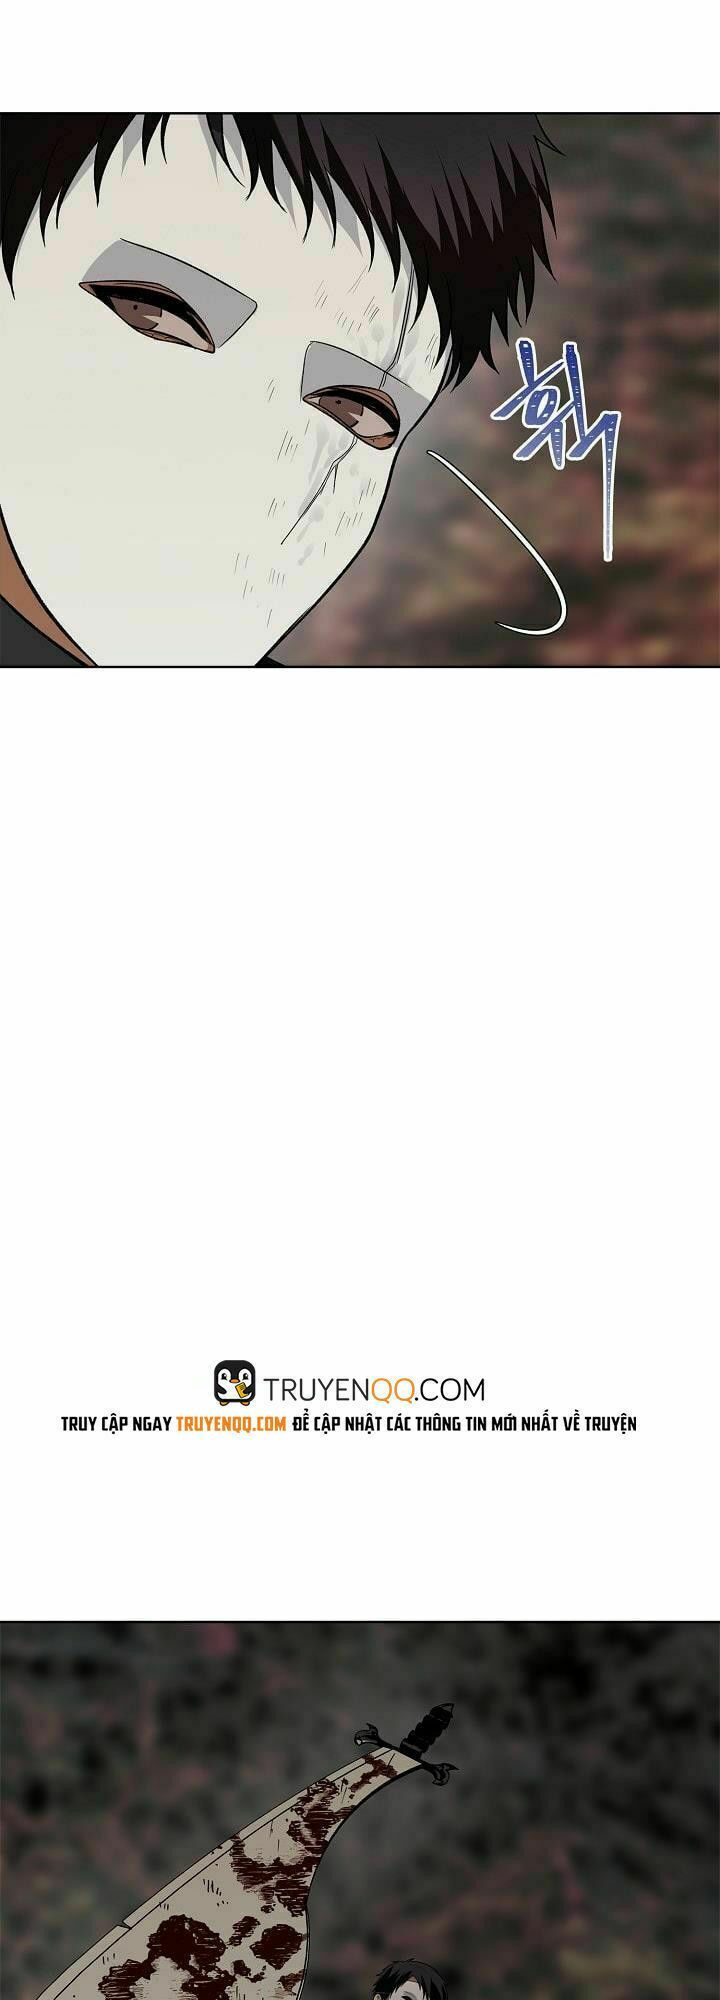 휙
TRUYENQQ.COM
TRUY CẬP NGAY TRUYENQQ.COM ĐỂ CẬP NHẬT CÁC THÔNG TIN MỚI NHẤT VỀ TRUYỆN